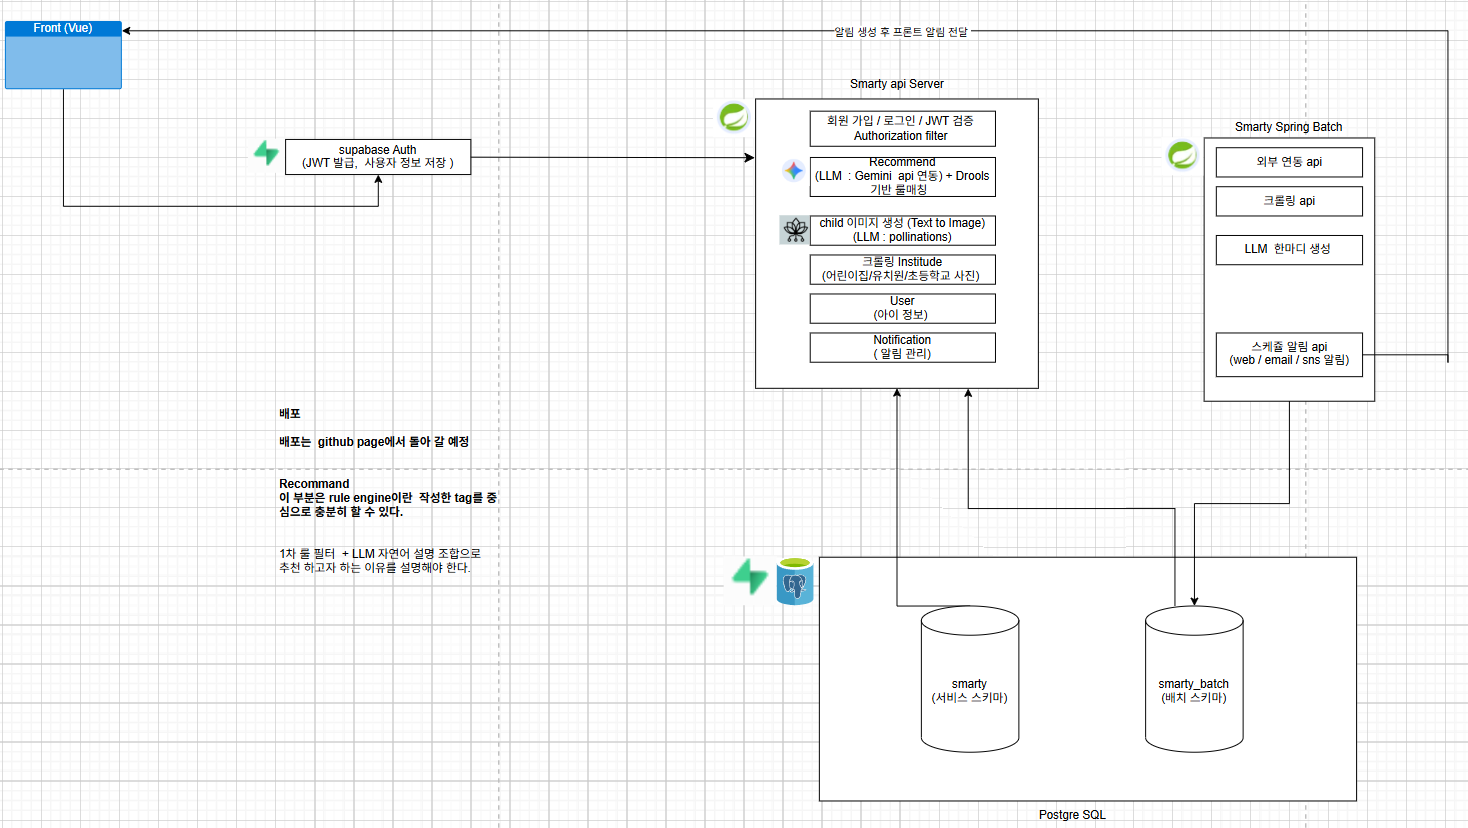 Front (Vue)
알림 생성 후 프론트 알림 전달
Smarty api Server
회원 가입 / 로그인 / JWT 검증
Authorization filter
Recommend
(LLM : Gemini api 연동) + Drools
기반 룰매칭
child 이미지 생성 (Text to Image)
(LLM : pollinations)
크롤링 Institude
(어린이집/유치원/초등학교 사진)
User
(아이 정보)
Notification
( 알림 관리)
supabase Auth
(JWT 발급, 사용자 정보 저장 )
Smarty Spring Batch
외부 연동 api
크롤링 api
LLM 한마디 생성
스케쥴 알림 api
(web / email / sns 알림)
배포
배포는 github page에서 돌아 갈 예정
Recommand
이 부분은 rule engine이란 작성한 tag를 중
심으로 충분히 할 수 있다.
1차 룰 필터 + LLM 자연어 설명 조합으로
추천 하고자 하는 이유를 설명해야 한다.
smarty
(서비스 스키마)
smarty_batch
(배치 스키마)
Postgre SQL